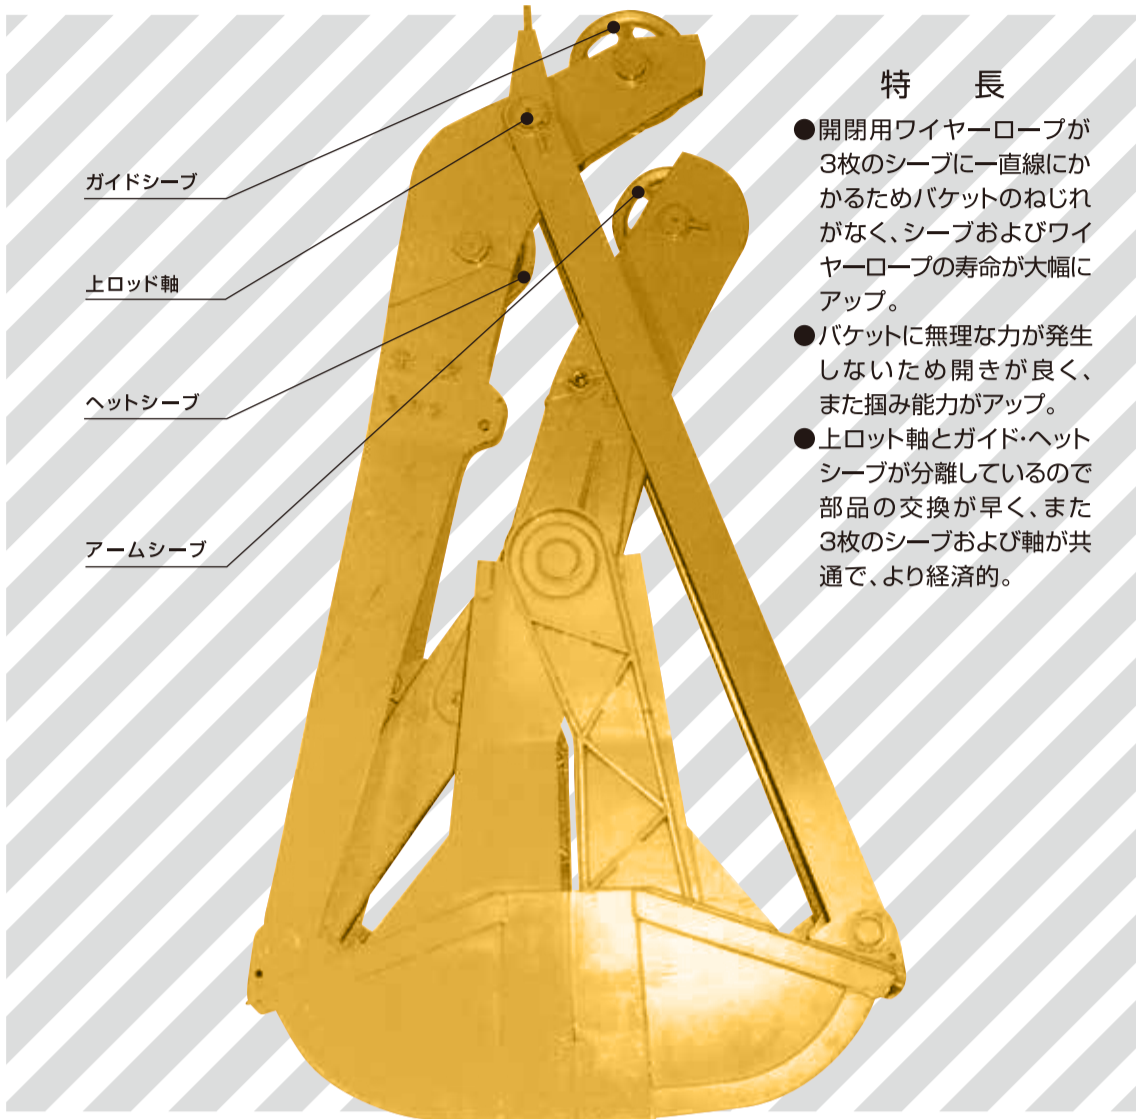 ガイドシーブ
上ロッド軸
ヘットシーブ
アームシーブ
特　長
●開閉用ワイヤーロープが
3枚のシーブに一直線にか
かるためバケットのねじれ
がなく、シーブおよびワイ
ヤーロープの寿命が大幅に
アップ。
●バケットに無理な力が発生
しないため開きが良く、
また掴み能力がアップ。
●上ロット軸とガイド・ヘット
シーブが分離しているので
部品の交換が早く、また
3枚のシーブおよび軸が共
通で、より経済的。